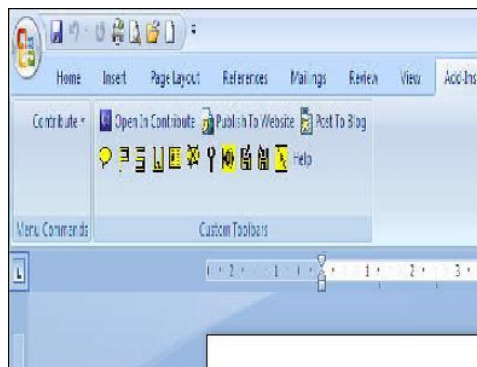 Home Insert Page Layout References Mailings Review View Add-Ins
Contribute Open In Contribute Publish To Website Post To Blog
Help
Menu Commands Custom Toolbars
L 2 1 1 2 3